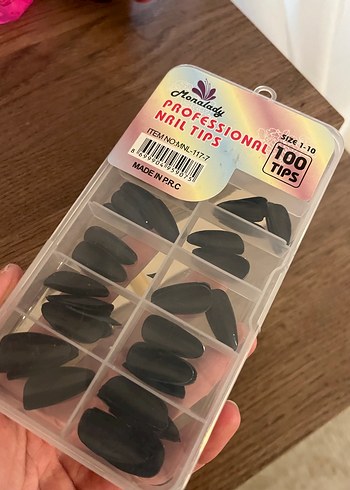 Monalady
PROFESSIONAL
NAIL TIPS
SIZE 1-10
100
TIPS
ITEM NO:MNL-117-7
MADE IN P.R.C